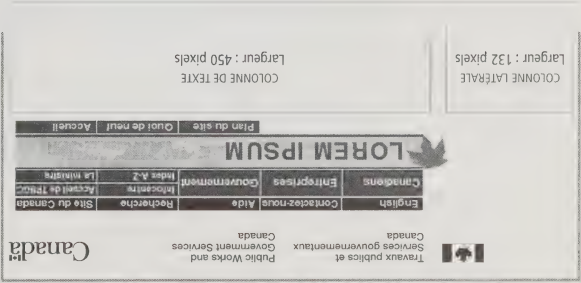 Travaux publics et Public Works and
Services gouvernementaux Government Services
Canada Canada
Canada
English Contactez-nous Aide Recherche Site du Canada
Canadiens Entreprises Gouvernement Infocentre Accueil de TPSGC
Index A-Z La ministre
LOREM IPSUM
Plan du site Quoi de neuf Accueil
COLONNE LATÉRALE COLONNE DE TEXTE
Largeur : 132 pixels Largeur : 450 pixels